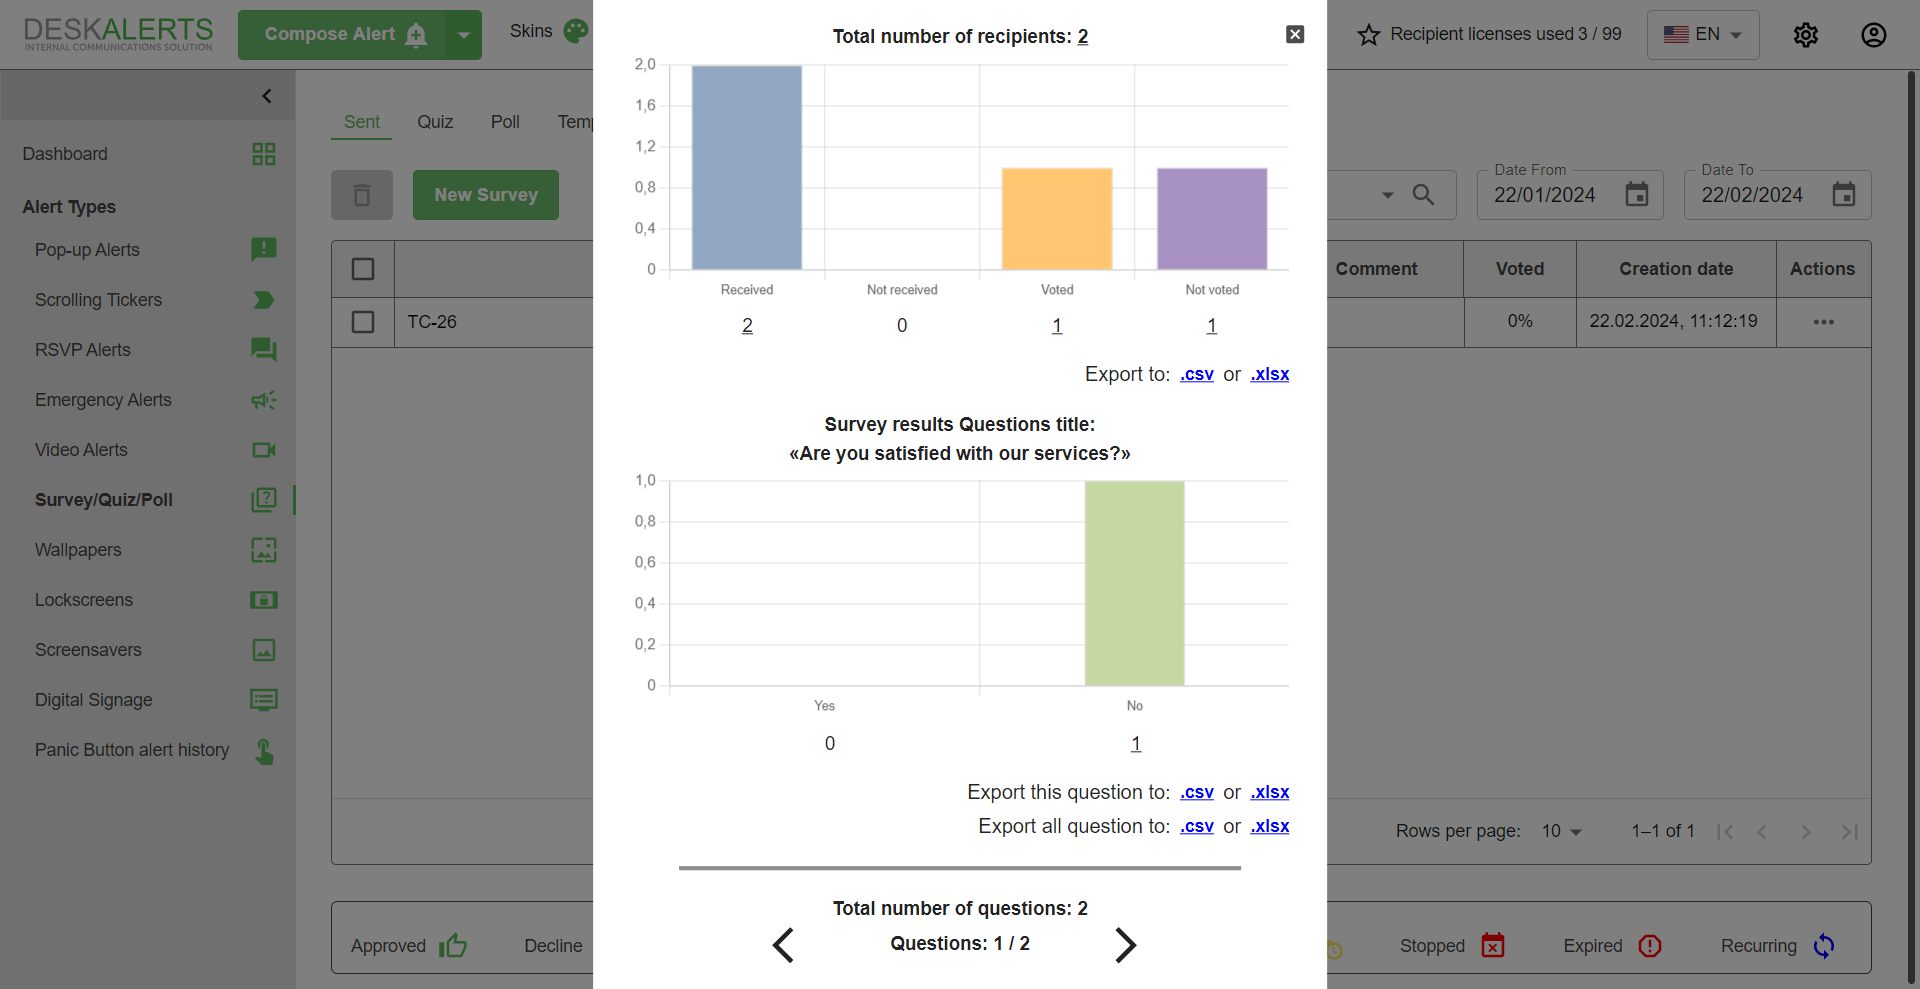 DESKALERTS
INTERNAL COMMUNICATIONS SOLUTION
Compose Alert
Skins
Recipient licenses used 3 / 99
EN
Dashboard
Alert Types
Pop-up Alerts
Scrolling Tickers
RSVP Alerts
Emergency Alerts
Video Alerts
Survey/Quiz/Poll
Wallpapers
Lockscreens
Screensavers
Digital Signage
Panic Button alert history
Sent Quiz Poll
New Survey
TC-26
Date From
22/01/2024
Date To
22/02/2024
Comment Voted Creation date Actions
0% 22.02.2024, 11:12:19
Rows per page: 10 1–1 of 1
Approved Decline
Stopped Expired Recurring
Total number of recipients: 2
2,0
1,6
1,2
0,8
0,4
0
Received Not received Voted Not voted
2 0 1 1
Export to: .csv or .xlsx
Survey results Questions title:
«Are you satisfied with our services?»
1,0
0,8
0,6
0,4
0,2
0
Yes No
0 1
Export this question to: .csv or .xlsx
Export all question to: .csv or .xlsx
Total number of questions: 2
Questions: 1 / 2